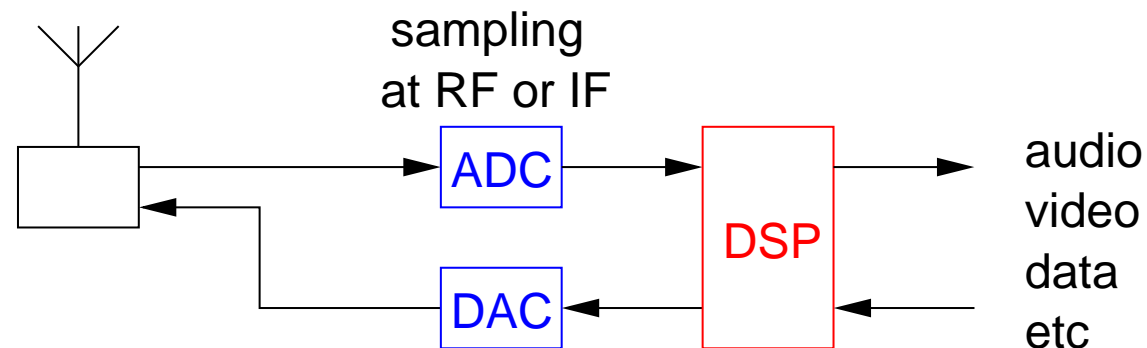 sampling
at RF or IF
ADC
DSP
DAC
audio
video
data
etc